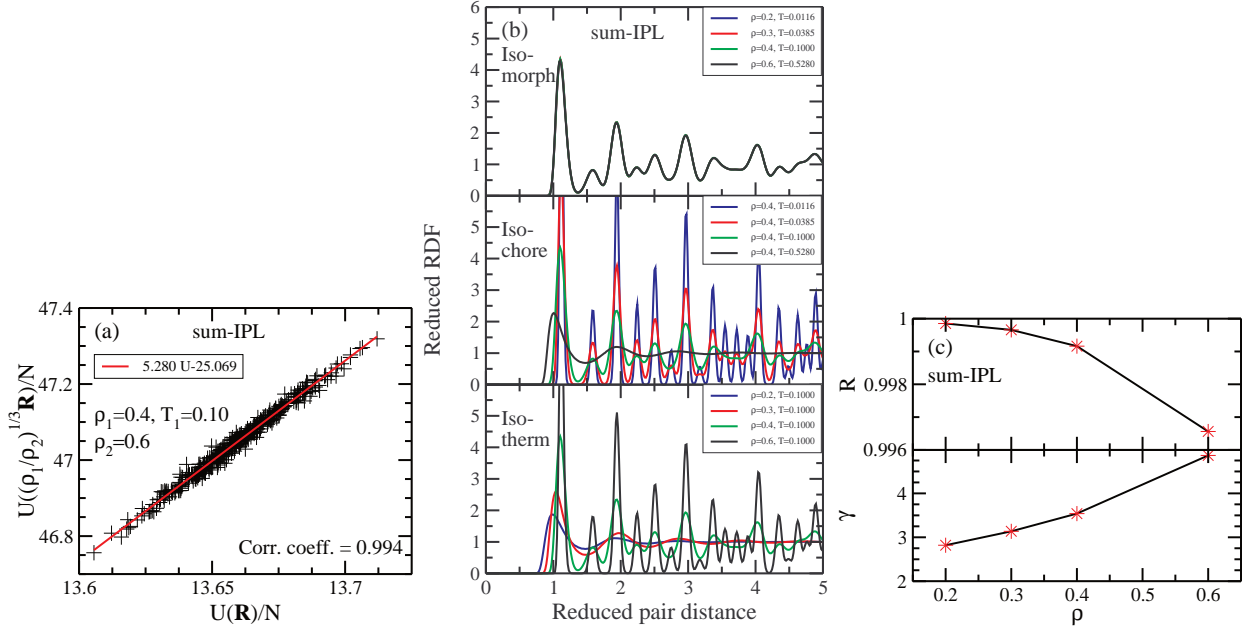 (a)
sum-IPL
5.280 U-25.069
ρ1=0.4, T1=0.10
ρ2=0.6
Corr. coeff. = 0.994
47.4
47.2
47
46.8
13.6
13.65
13.7
U(R)/N
U((ρ1/ρ2)^1/3 R)/N
(b)
sum-IPL
Iso-
morph
ρ=0.2, T=0.0116
ρ=0.3, T=0.0385
ρ=0.4, T=0.1000
ρ=0.6, T=0.5280
6
5
4
3
2
1
0
Iso-
chore
ρ=0.4, T=0.0116
ρ=0.4, T=0.0385
ρ=0.4, T=0.1000
ρ=0.4, T=0.5280
5
4
3
2
1
0
Iso-
therm
ρ=0.2, T=0.1000
ρ=0.3, T=0.1000
ρ=0.4, T=0.1000
ρ=0.6, T=0.1000
5
4
3
2
1
0
0
1
2
3
4
5
Reduced RDF
Reduced pair distance
(c)
sum-IPL
1
0.998
0.996
R
4
3
2
γ
0.2
0.3
0.4
0.5
0.6
ρ